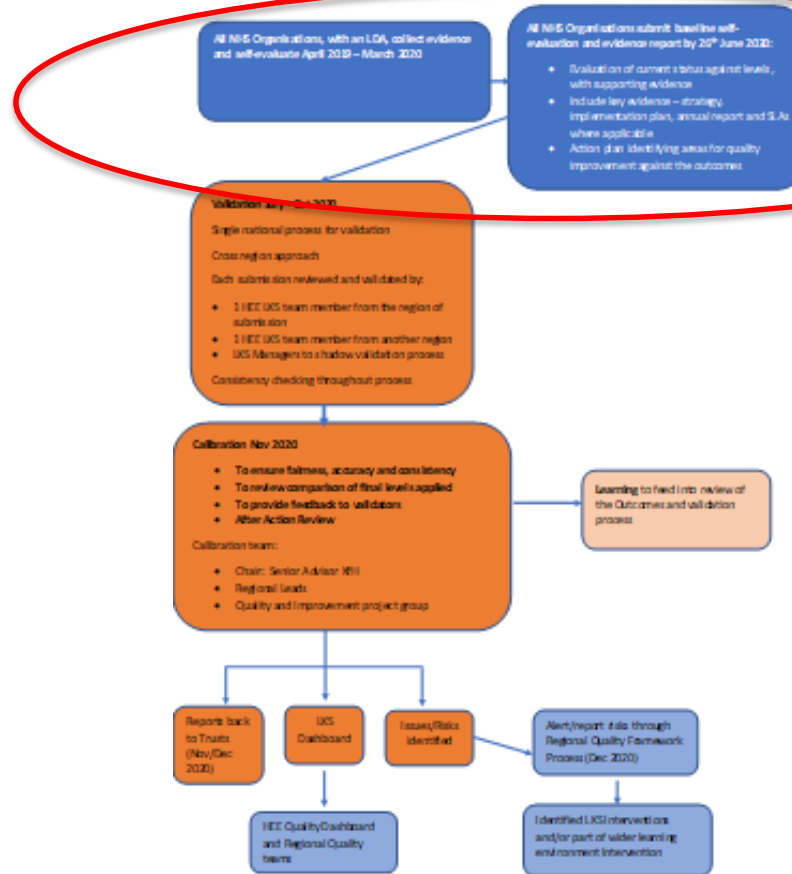 All NHS Organisations, with an LDA, collect evidence
and self-evaluate April 2019 – March 2020
All NHS Organisations submit baseline self-
evaluation and evidence report by 26th June 2020:
• Evaluation of current status against levels,
with supporting evidence
• Include key evidence – strategy,
implementation plan, annual report and SLAs
where applicable
• Action plan identifying areas for quality
improvement against the outcomes
Validation July - Oct 2020
Single national process for validation
Cross region approach
Each submission reviewed and validated by:
• 1 HEE LKS team member from the region of
submission
• 1 HEE LKS team member from another region
• LKS Managers to shadow validation process
Consistency checking throughout process
Calibration Nov 2020
• To ensure fairness, accuracy and consistency
• To review comparison of final levels applied
• To provide feedback to validators
• After Action Review
Calibration team:
• Chair: Senior Advisor
• Regional Leads
• Quality and Improvement project group
Learning to feed into review of
the Outcomes and validation
process
Reports back
to Trusts
(Nov/Dec
2020)
LKS
Dashboard
Issues/Risks
identified
Alert/report risks through
Regional Quality Framework
Process (Dec 2020)
HEE Quality Dashboard
and Regional Quality
teams
Identified LKS Interventions
and/or part of wider learning
environment intervention